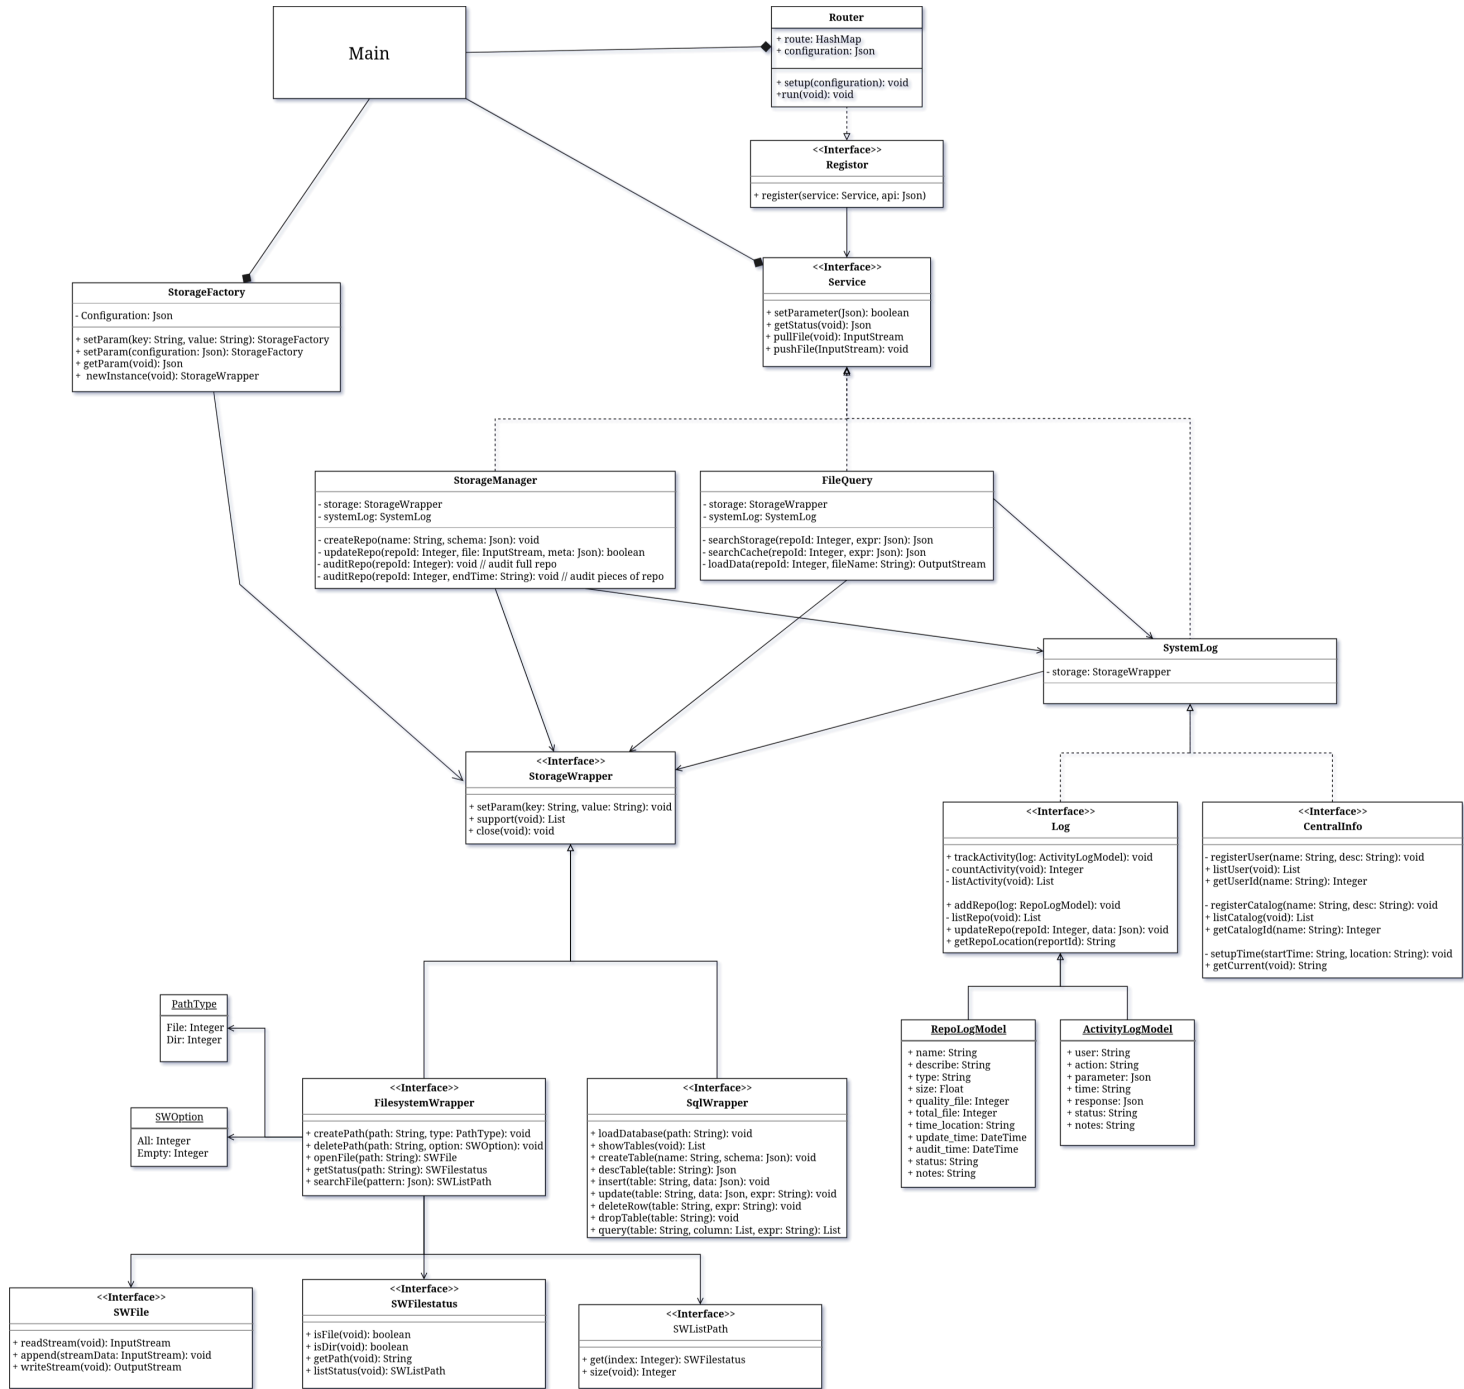 Main
Router
+ route: HashMap
+ configuration: Json
+ setup(configuration): void
+run(void): void
<<Interface>>
Registor
+ register(service: Service, api: Json)
<<Interface>>
Service
+ setParameter(Json): boolean
+ getStatus(void): Json
+ pullFile(void): InputStream
+ pushFile(InputStream): void
StorageFactory
- Configuration: Json
+ setParam(key: String, value: String): StorageFactory
+ setParam(configuration: Json): StorageFactory
+ getParam(void): Json
+  newInstance(void): StorageWrapper
StorageManager
- storage: StorageWrapper
- systemLog: SystemLog
- createRepo(name: String, schema: Json): void
- updateRepo(repoId: Integer, file: InputStream, meta: Json): boolean
- auditRepo(repoId: Integer): void // audit full repo
- auditRepo(repoId: Integer, endTime: String): void // audit pieces of repo
FileQuery
- storage: StorageWrapper
- systemLog: SystemLog
- searchStorage(repoId: Integer, expr: Json): Json
- searchCache(repoId: Integer, expr: Json): Json
- loadData(repoId: Integer, fileName: String): OutputStream
SystemLog
- storage: StorageWrapper
<<Interface>>
StorageWrapper
+ setParam(key: String, value: String): void
+ support(void): List
+ close(void): void
<<Interface>>
Log
+ trackActivity(log: ActivityLogModel): void
- countActivity(void): Integer
- listActivity(void): List
+ addRepo(log: RepoLogModel): void
- listRepo(void): List
+ updateRepo(repoId: Integer, data: Json): void
+ getRepoLocation(reportId): String
<<Interface>>
CentralInfo
- registerUser(name: String, desc: String): void
+ listUser(void): List
+ getUserId(name: String): Integer
- registerCatalog(name: String, desc: String): void
+ listCatalog(void): List
+ getCatalogId(name: String): Integer
- setupTime(startTime: String, location: String): void
+ getCurrent(void): String
PathType
File: Integer
Dir: Integer
SWOption
All: Integer
Empty: Integer
<<Interface>>
FilesystemWrapper
+ createPath(path: String, type: PathType): void
+ deletePath(path: String, option: SWOption): void
+ openFile(path: String): SWFile
+ getStatus(path: String): SWFilestatus
+ searchFile(pattern: Json): SWListPath
<<Interface>>
SqlWrapper
+ loadDatabase(path: String): void
+ showTables(void): List
+ createTable(name: String, schema: Json): void
+ descTable(table: String): Json
+ insert(table: String, data: Json): void
+ update(table: String, data: Json, expr: String): void
+ deleteRow(table: String, expr: String): void
+ dropTable(table: String): void
+ query(table: String, column: List, expr: String): List
RepoLogModel
+ name: String
+ describe: String
+ type: String
+ size: Float
+ quality_file: Integer
+ total_file: Integer
+ time_location: String
+ update_time: DateTime
+ audit_time: DateTime
+ status: String
+ notes: String
ActivityLogModel
+ user: String
+ action: String
+ parameter: Json
+ time: String
+ response: Json
+ status: String
+ notes: String
<<Interface>>
SWFile
+ readStream(void): InputStream
+ append(streamData: InputStream): void
+ writeStream(void): OutputStream
<<Interface>>
SWFilestatus
+ isFile(void): boolean
+ isDir(void): boolean
+ getPath(void): String
+ listStatus(void): SWListPath
<<Interface>>
SWListPath
+ get(index: Integer): SWFilestatus
+ size(void): Integer